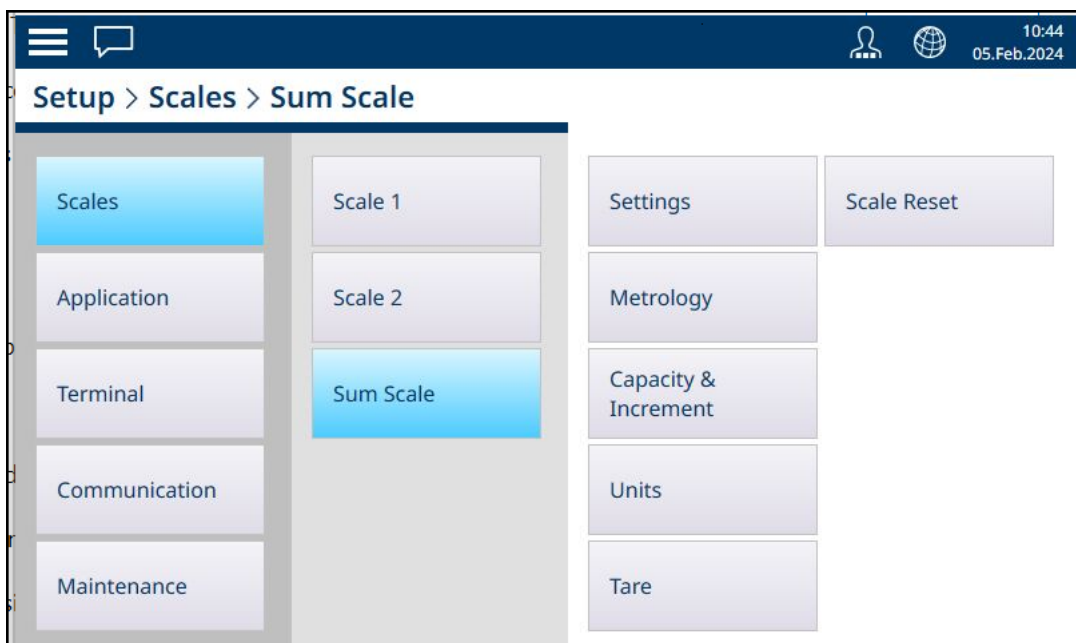 10:44
05.Feb.2024
Setup > Scales > Sum Scale
Scales
Scale 1
Settings
Scale Reset
Application
Scale 2
Metrology
Terminal
Sum Scale
Capacity &
Increment
Communication
Units
Maintenance
Tare